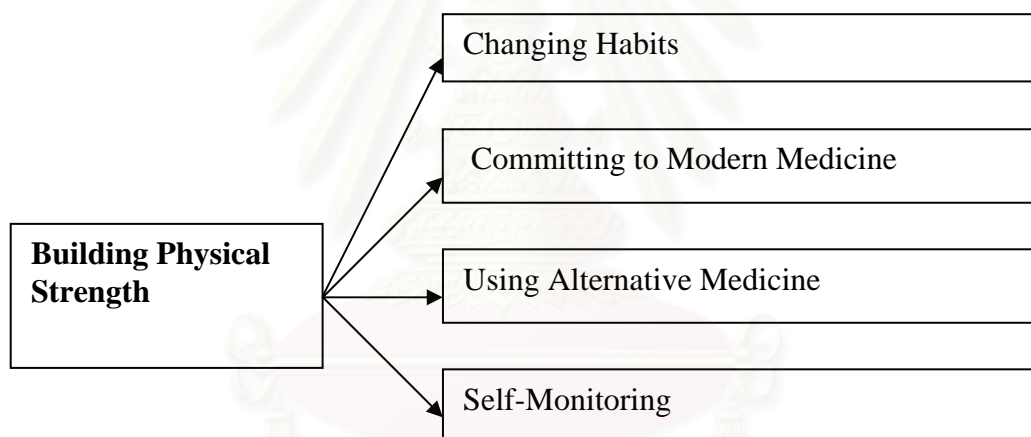 Changing Habits
Committing to Modern Medicine
Building Physical
Strength
Using Alternative Medicine
Self-Monitoring